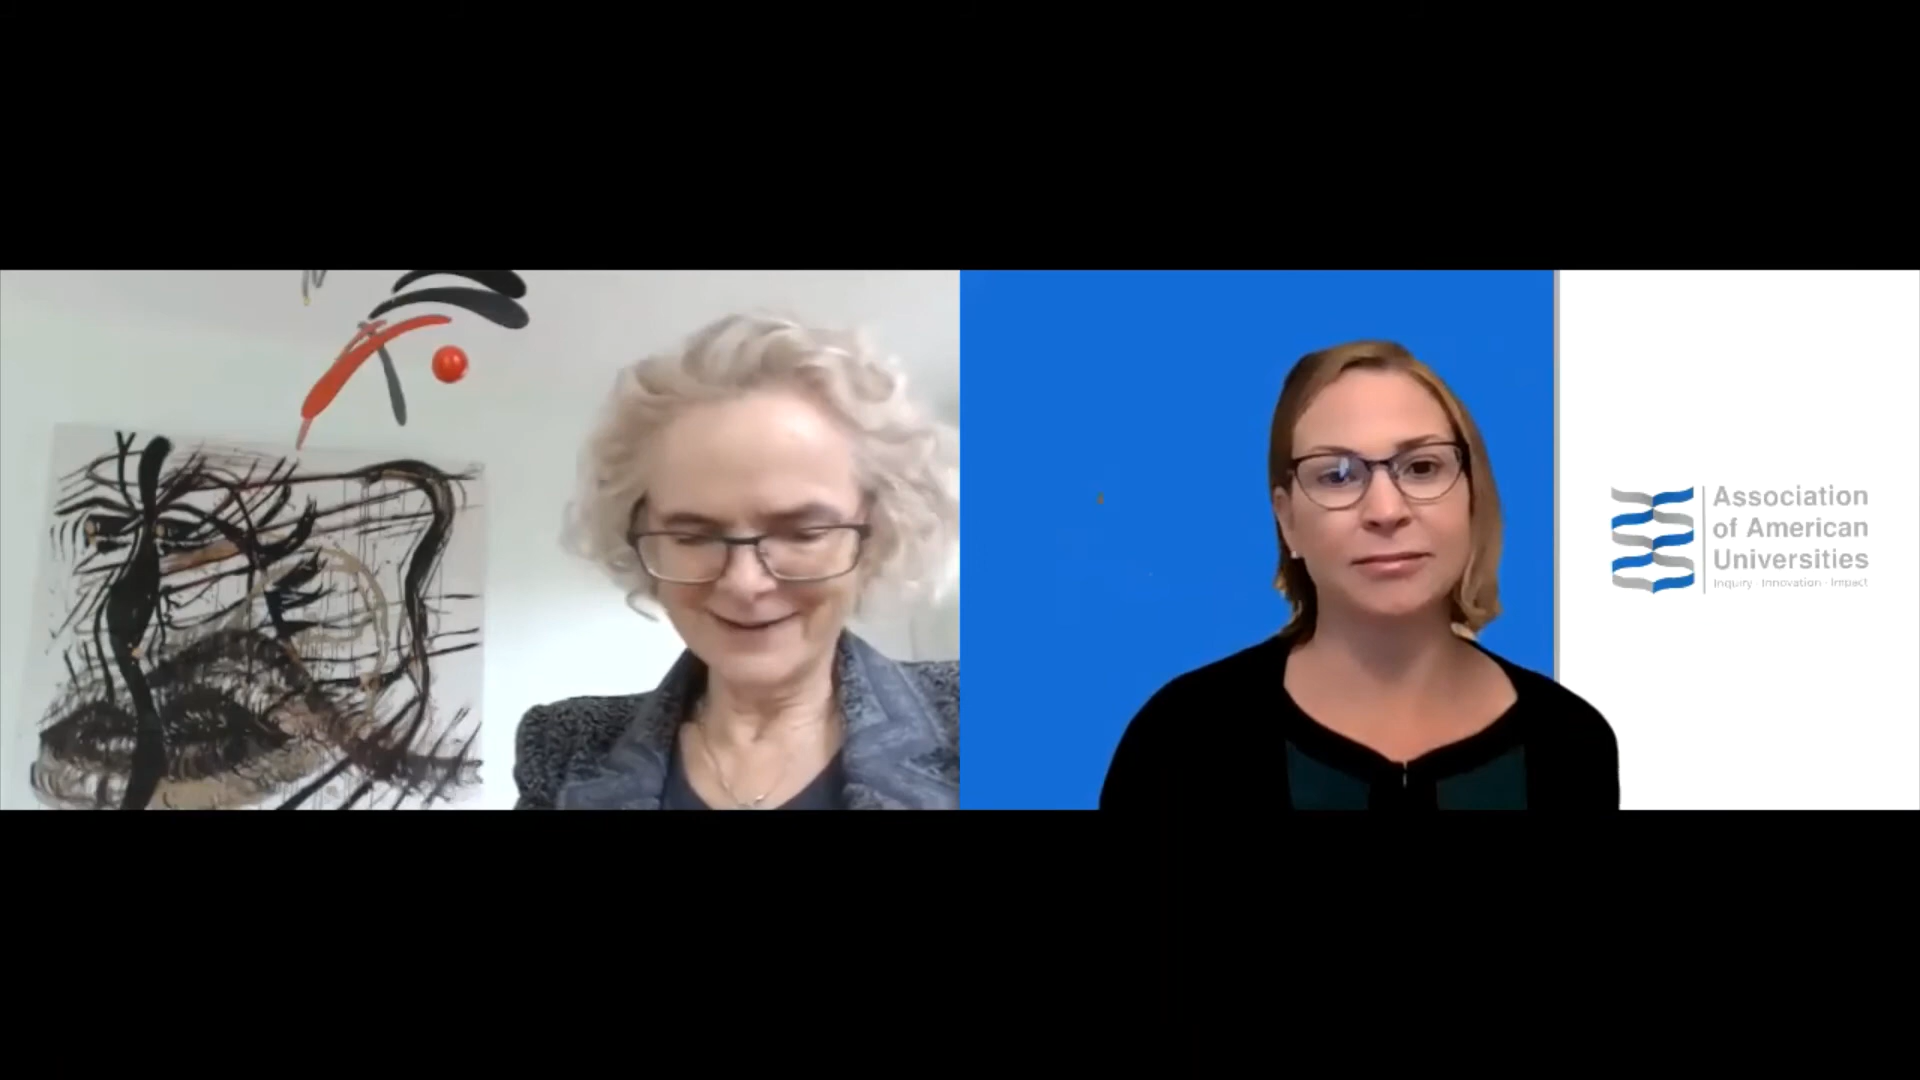 Association
of American
Universities
Inquiry · Innovation · Impact